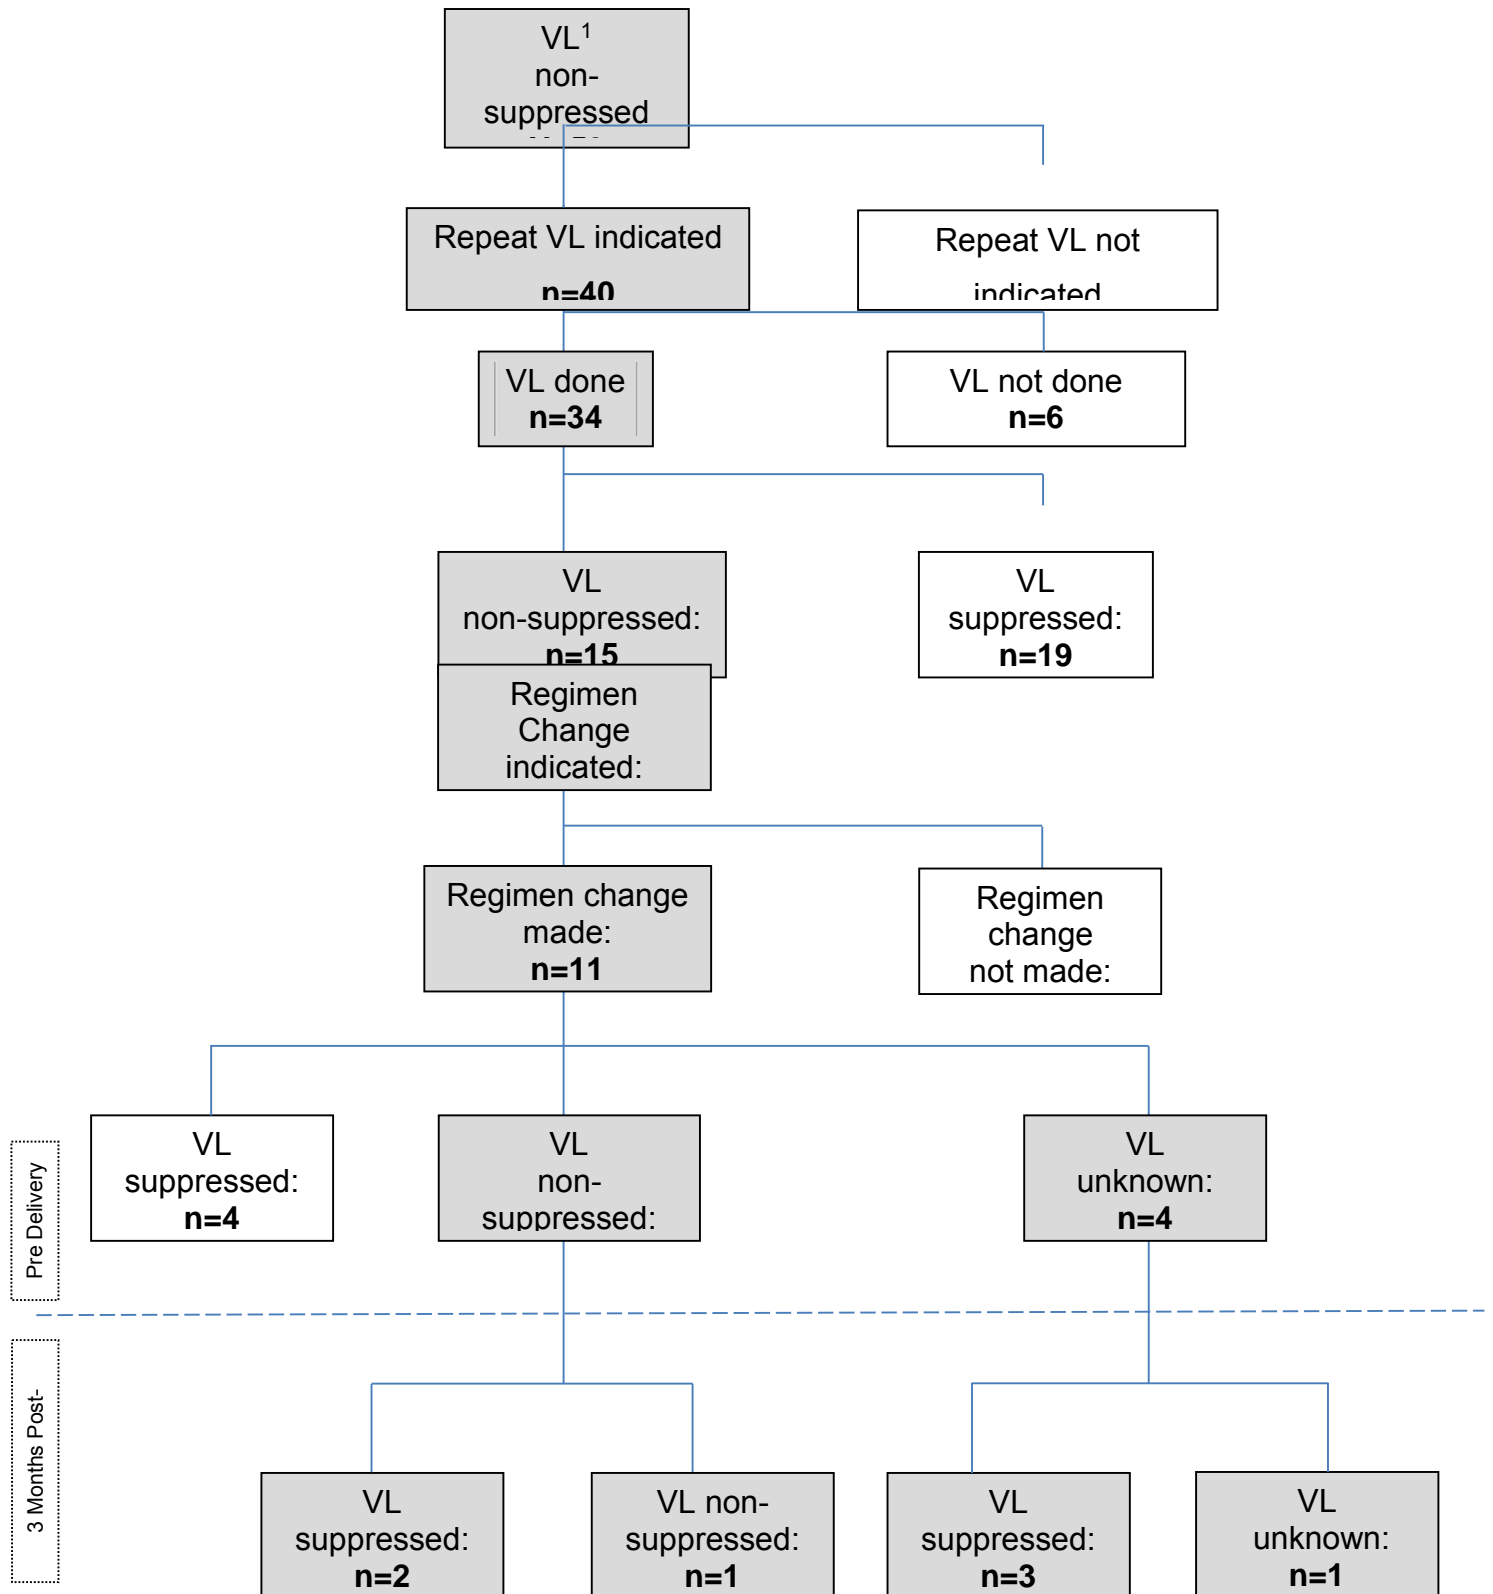 VL¹
non-
suppressed
Repeat VL indicated
n=40
Repeat VL not
indicated
VL done
n=34
VL not done
n=6
VL
non-suppressed:
n=15
VL
suppressed:
n=19
Regimen
Change
indicated:
Regimen change
made:
n=11
Regimen
change
not made:
VL
suppressed:
n=4
VL
non-
suppressed:
VL
unknown:
n=4
Pre Delivery
3 Months Post-
VL
suppressed:
n=2
VL non-
suppressed:
n=1
VL
suppressed:
n=3
VL
unknown:
n=1